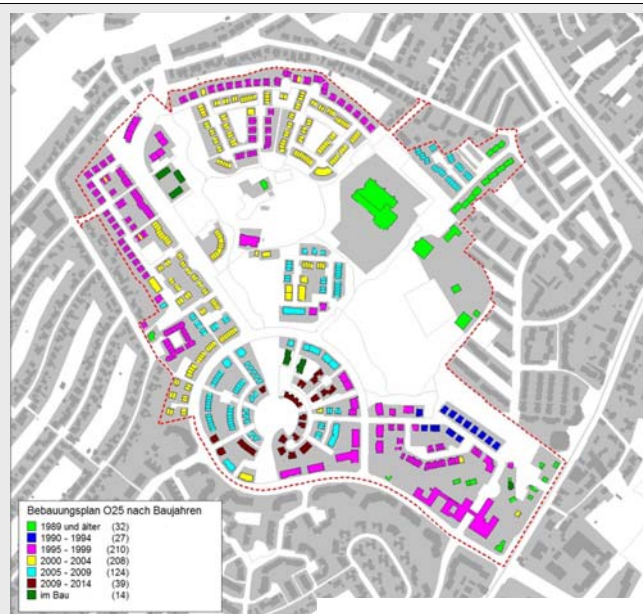 Bebauungsplan O25 nach Baujahren
1989 und älter (32)
1990 - 1994 (27)
1995 - 1999 (210)
2000 - 2004 (208)
2005 - 2009 (124)
2009 - 2014 (39)
im Bau (14)